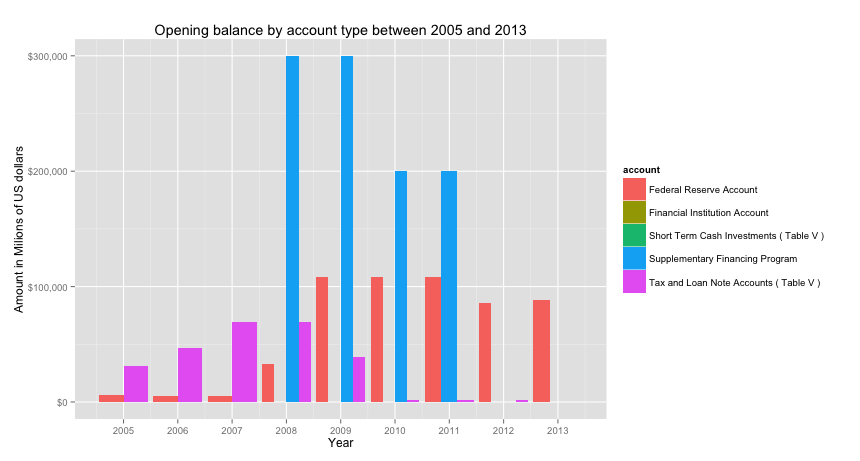 Opening balance by account type between 2005 and 2013
$300,000
$200,000
$100,000
$0
Amount in Milions of US dollars
2005 2006 2007 2008 2009 2010 2011 2012 2013
Year
account
Federal Reserve Account
Financial Institution Account
Short Term Cash Investments ( Table V )
Supplementary Financing Program
Tax and Loan Note Accounts ( Table V )